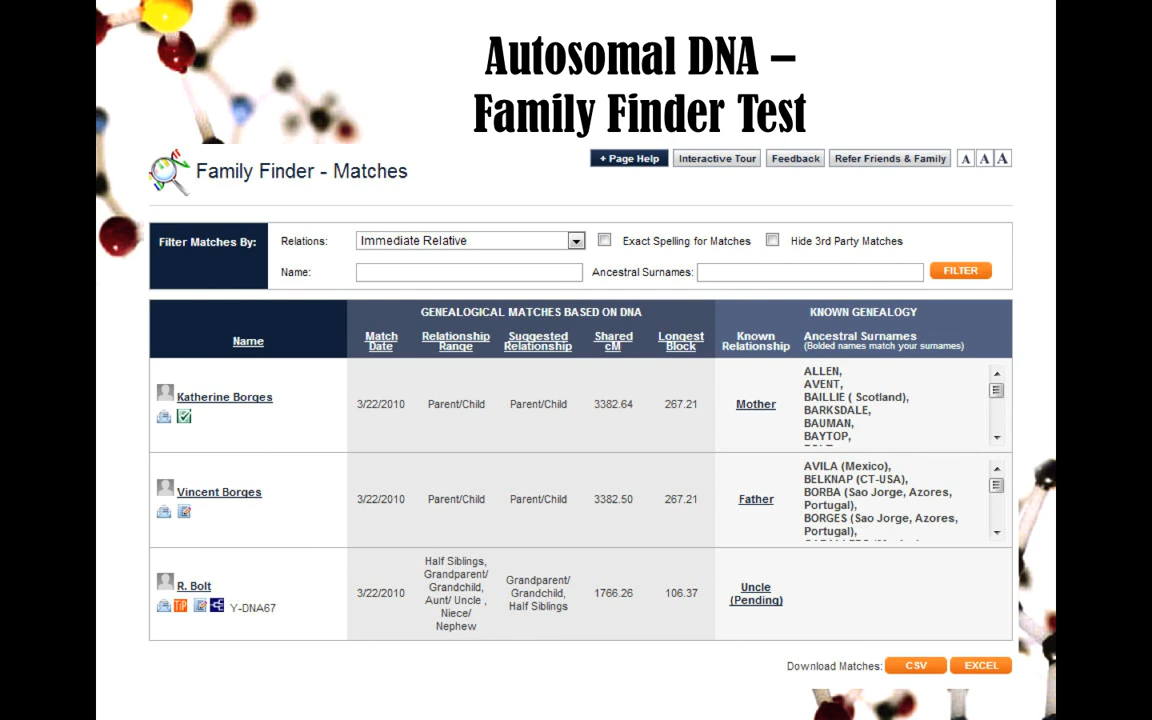 Autosomal DNA –
Family Finder Test
Family Finder - Matches
+ Page Help Interactive Tour Feedback Refer Friends & Family A A A
Filter Matches By: Relations: Immediate Relative Exact Spelling for Matches Hide 3rd Party Matches
Name: Ancestral Surnames: FILTER
GENEALOGICAL MATCHES BASED ON DNA KNOWN GENEALOGY
Name Match Date Relationship Range Suggested Relationship Shared cM Longest Block Known Relationship Ancestral Surnames
(Bolded names match your surnames)
Katherine Borges 3/22/2010 Parent/Child Parent/Child 3382.64 267.21 Mother
ALLEN,
AVENT,
BAILLIE ( Scotland),
BARKSDALE,
BAUMAN,
BAYTOP,
Vincent Borges 3/22/2010 Parent/Child Parent/Child 3382.50 267.21 Father
AVILA (Mexico),
BELKNAP (CT-USA),
BORBA (Sao Jorge, Azores,
Portugal),
BORGES (Sao Jorge, Azores,
Portugal),
R. Bolt
TiP Y-DNA67
3/22/2010
Half Siblings,
Grandparent/
Grandchild,
Aunt/ Uncle ,
Niece/
Nephew
Grandparent/
Grandchild,
Half Siblings
1766.26 106.37
Uncle
(Pending)
Download Matches: CSV EXCEL